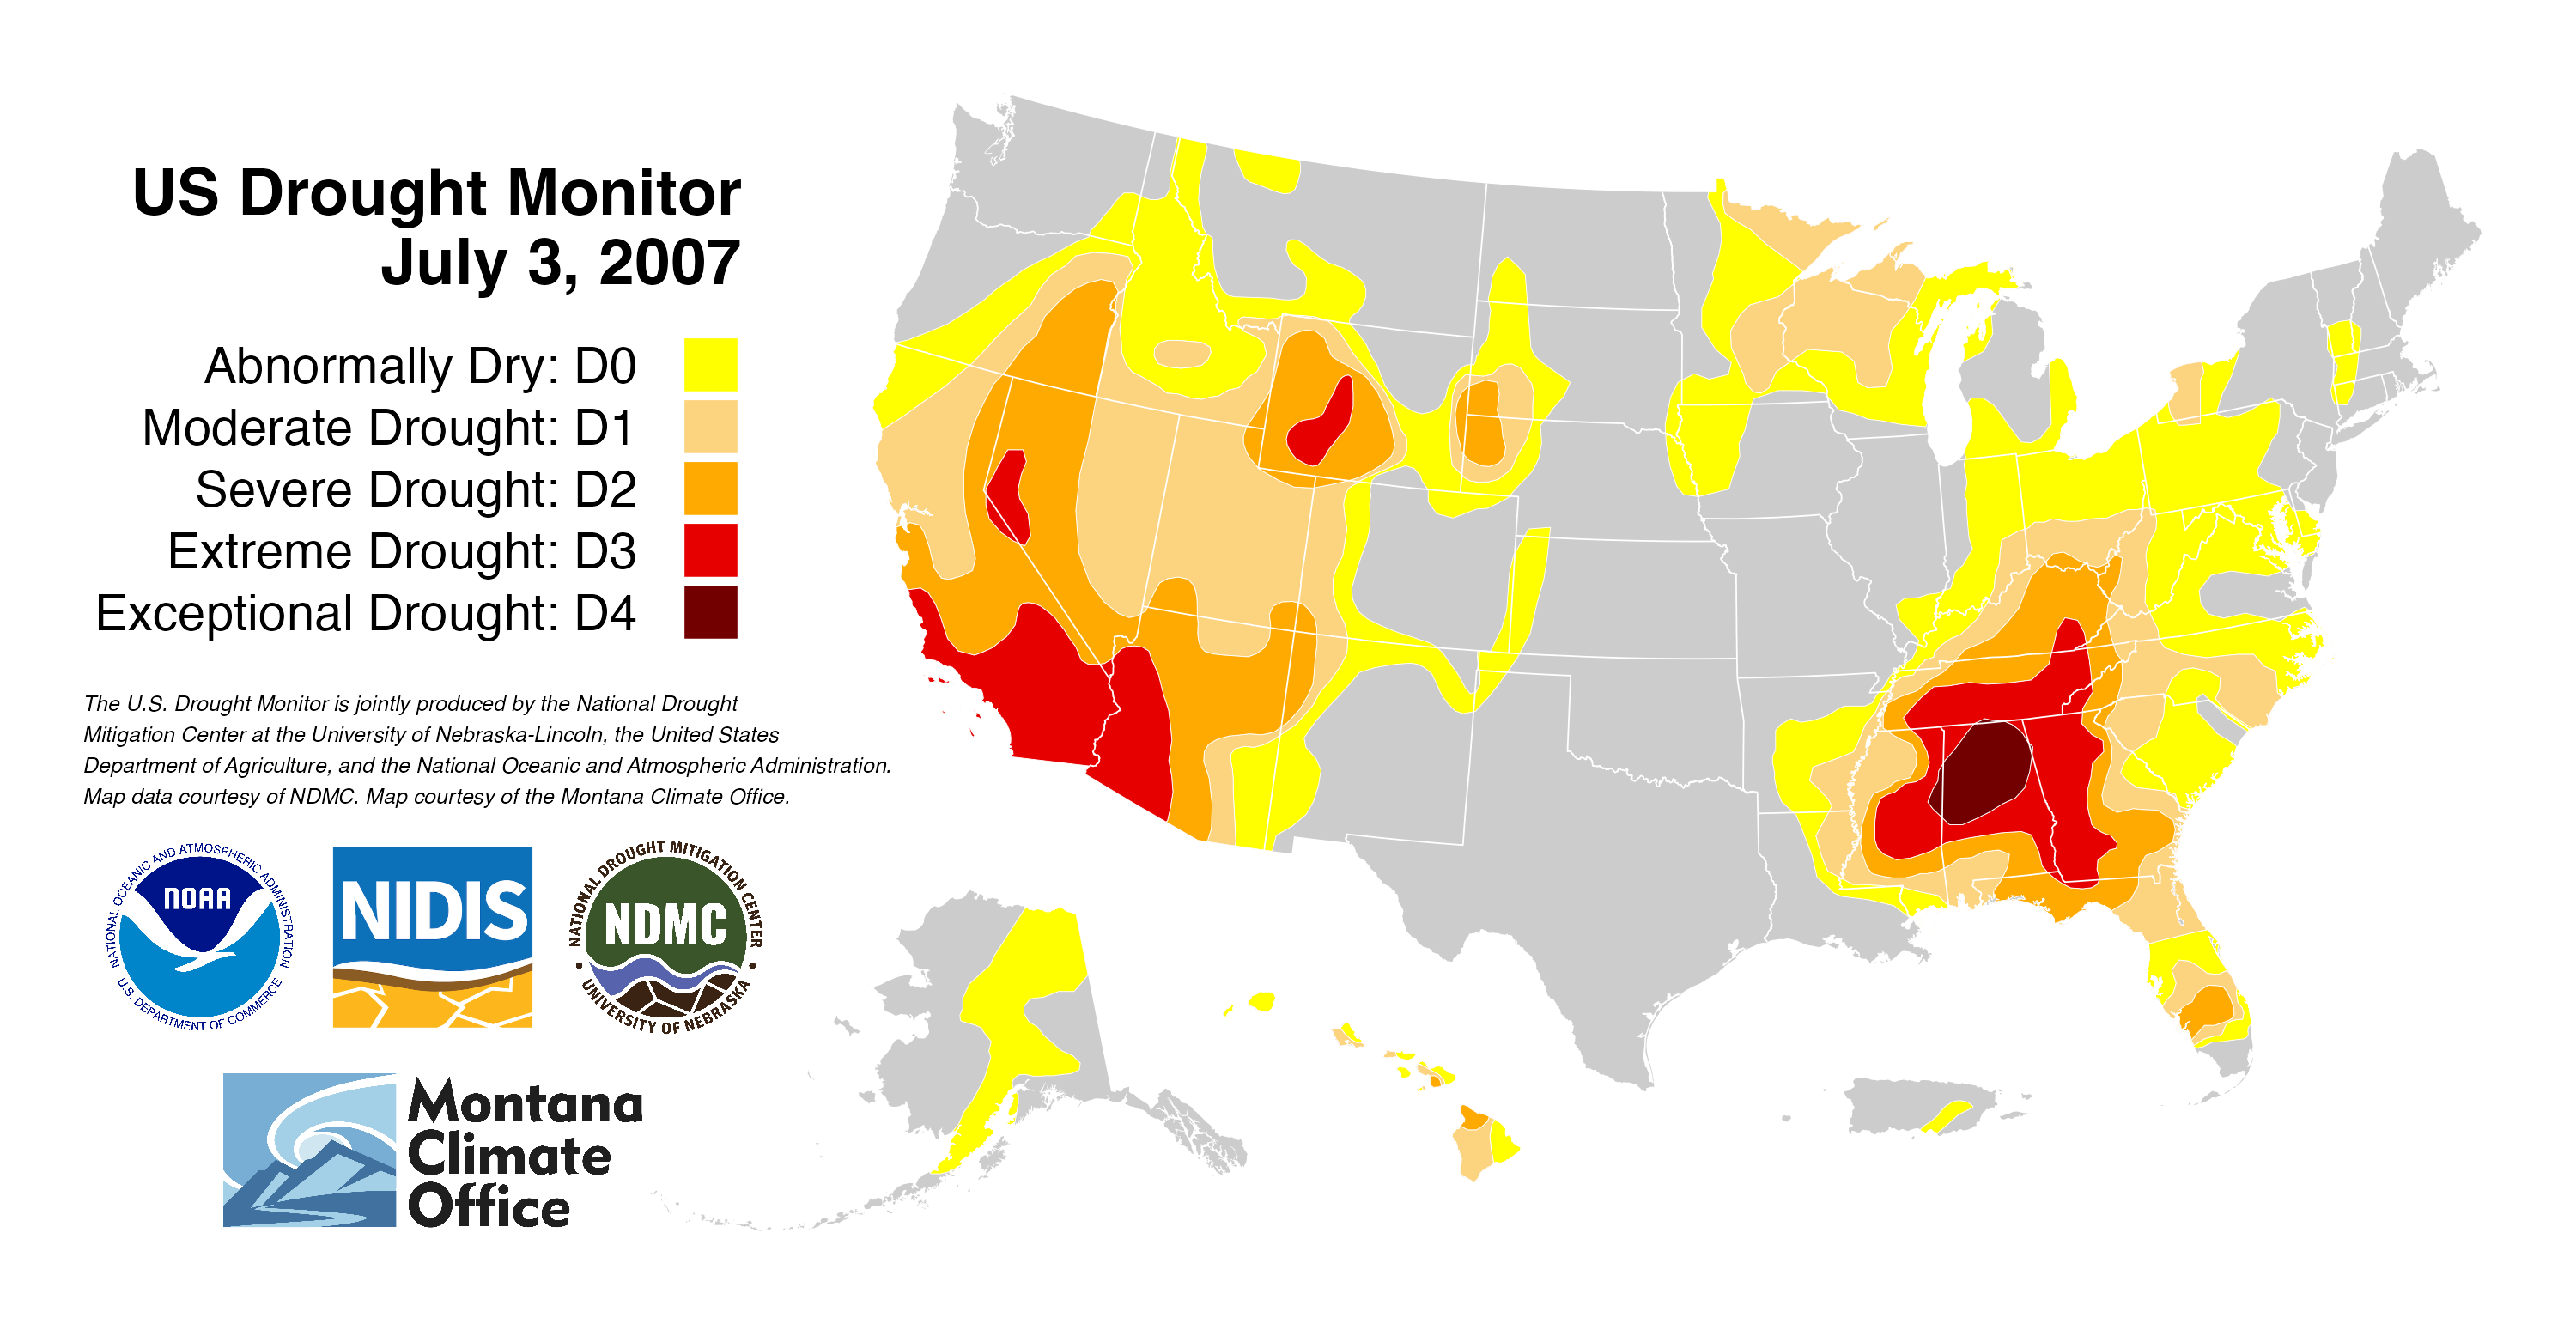 US Drought Monitor
July 3, 2007
Abnormally Dry: D0
Moderate Drought: D1
Severe Drought: D2
Extreme Drought: D3
Exceptional Drought: D4
The U.S. Drought Monitor is jointly produced by the National Drought
Mitigation Center at the University of Nebraska-Lincoln, the United States
Department of Agriculture, and the National Oceanic and Atmospheric Administration.
Map data courtesy of NDMC. Map courtesy of the Montana Climate Office.
NATIONAL OCEANIC AND ATMOSPHERIC ADMINISTRATION
NOAA
U.S. DEPARTMENT OF COMMERCE
NIDIS
NATIONAL DROUGHT MITIGATION CENTER
NDMC
UNIVERSITY OF NEBRASKA
Montana
Climate
Office